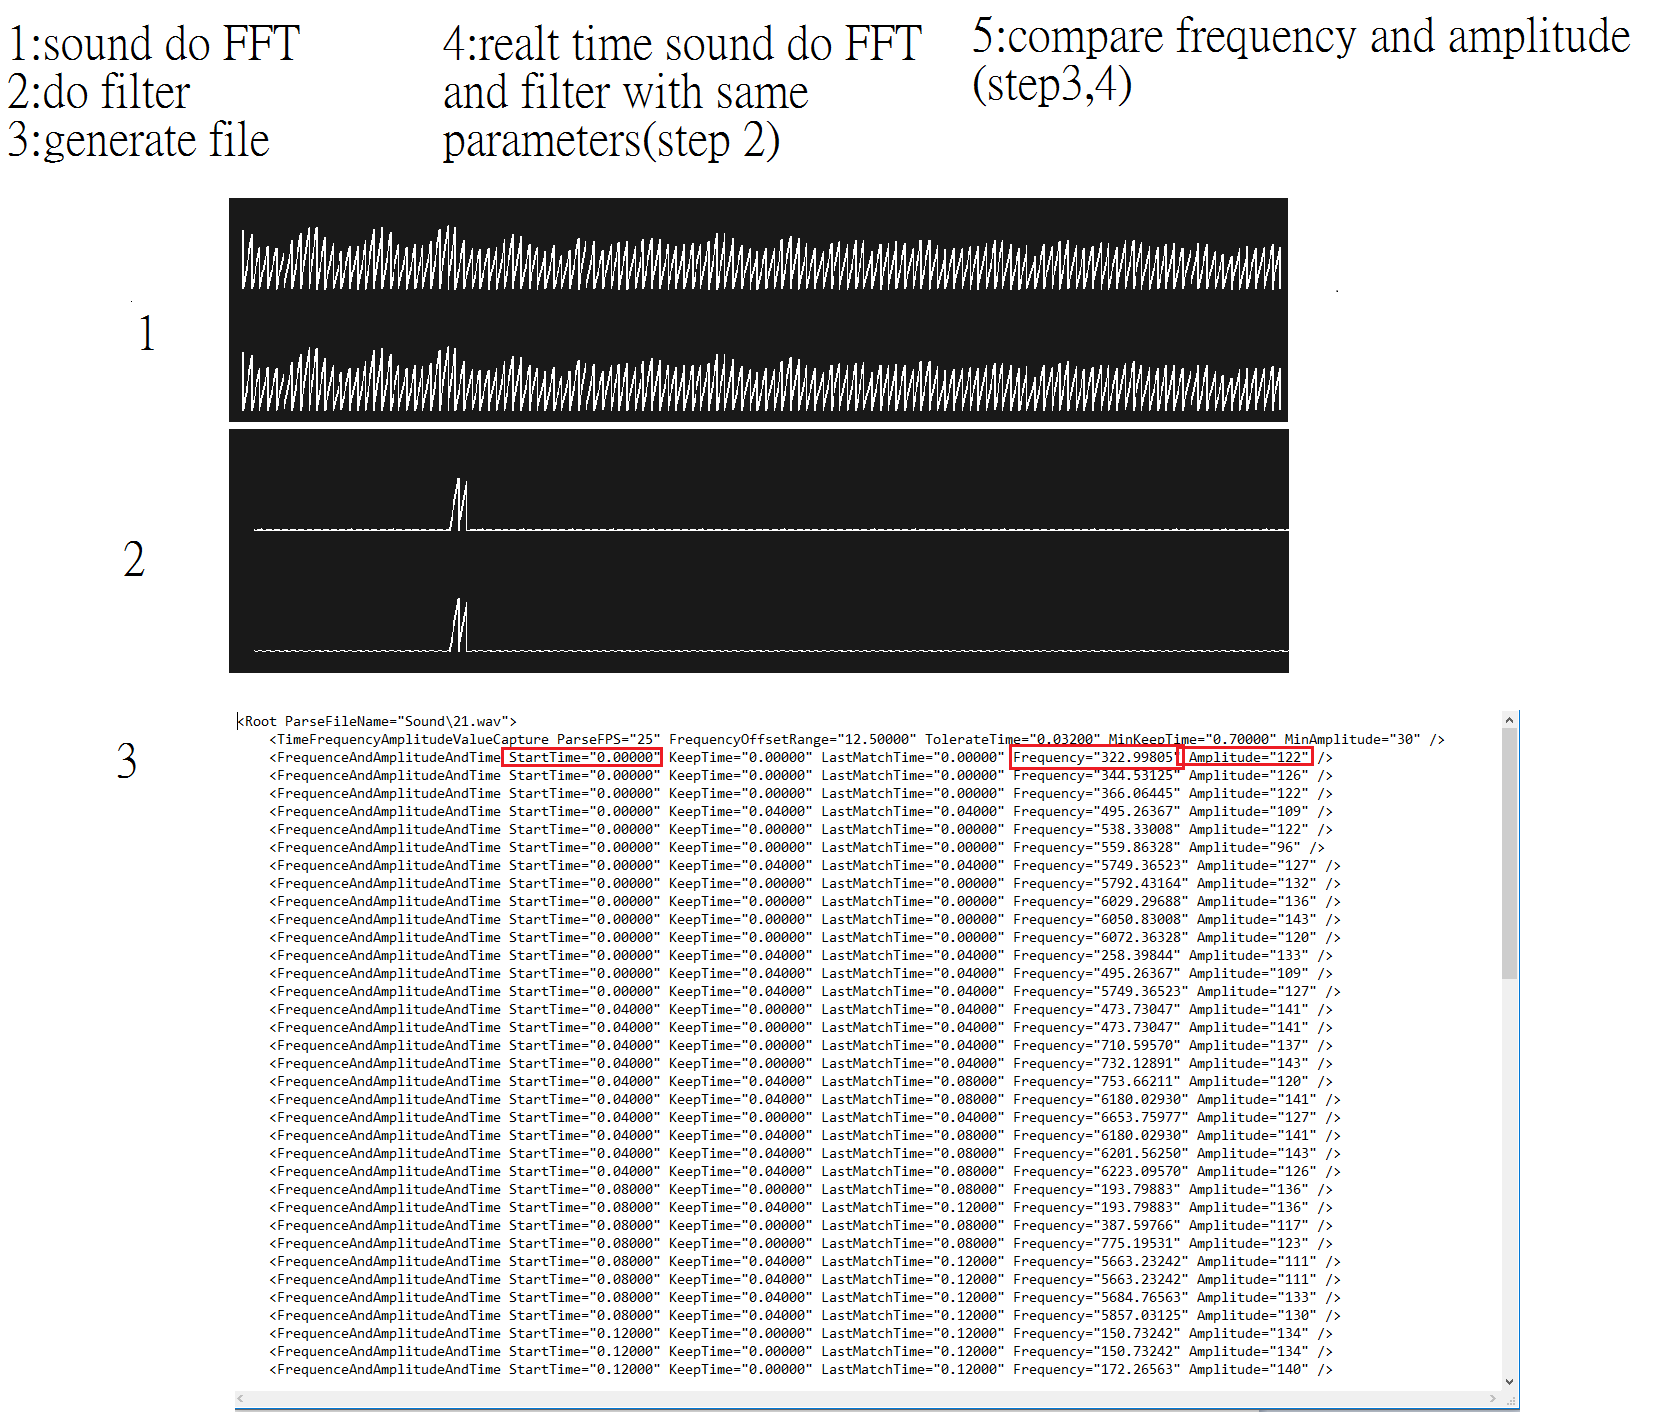 1:sound do FFT
2:do filter
3:generate file
4:realt time sound do FFT
and filter with same
parameters(step 2)
5:compare frequency and amplitude
(step3,4)
1
2
3
<Root ParseFileName="Sound\21.wav">
<TimeFrequencyAmplitudeValueCapture ParseFPS="25" FrequencyOffsetRange="12.50000" TolerateTime="0.03200" MinKeepTime="0.70000" MinAmplitude="30" />
<FrequenceAndAmplitudeAndTime StartTime="0.00000" KeepTime="0.00000" LastMatchTime="0.00000" Frequency="322.99805" Amplitude="122" />
<FrequenceAndAmplitudeAndTime StartTime="0.00000" KeepTime="0.00000" LastMatchTime="0.00000" Frequency="344.53125" Amplitude="126" />
<FrequenceAndAmplitudeAndTime StartTime="0.00000" KeepTime="0.00000" LastMatchTime="0.00000" Frequency="366.06445" Amplitude="122" />
<FrequenceAndAmplitudeAndTime StartTime="0.00000" KeepTime="0.04000" LastMatchTime="0.04000" Frequency="495.26367" Amplitude="109" />
<FrequenceAndAmplitudeAndTime StartTime="0.00000" KeepTime="0.00000" LastMatchTime="0.00000" Frequency="538.33008" Amplitude="122" />
<FrequenceAndAmplitudeAndTime StartTime="0.00000" KeepTime="0.00000" LastMatchTime="0.00000" Frequency="559.86328" Amplitude="96" />
<FrequenceAndAmplitudeAndTime StartTime="0.00000" KeepTime="0.04000" LastMatchTime="0.04000" Frequency="5749.36523" Amplitude="127" />
<FrequenceAndAmplitudeAndTime StartTime="0.00000" KeepTime="0.00000" LastMatchTime="0.00000" Frequency="5792.43164" Amplitude="132" />
<FrequenceAndAmplitudeAndTime StartTime="0.00000" KeepTime="0.00000" LastMatchTime="0.00000" Frequency="6029.29688" Amplitude="136" />
<FrequenceAndAmplitudeAndTime StartTime="0.00000" KeepTime="0.00000" LastMatchTime="0.00000" Frequency="6050.83008" Amplitude="143" />
<FrequenceAndAmplitudeAndTime StartTime="0.00000" KeepTime="0.00000" LastMatchTime="0.00000" Frequency="6072.36328" Amplitude="120" />
<FrequenceAndAmplitudeAndTime StartTime="0.00000" KeepTime="0.04000" LastMatchTime="0.04000" Frequency="258.39844" Amplitude="133" />
<FrequenceAndAmplitudeAndTime StartTime="0.00000" KeepTime="0.04000" LastMatchTime="0.04000" Frequency="495.26367" Amplitude="109" />
<FrequenceAndAmplitudeAndTime StartTime="0.00000" KeepTime="0.04000" LastMatchTime="0.04000" Frequency="5749.36523" Amplitude="127" />
<FrequenceAndAmplitudeAndTime StartTime="0.04000" KeepTime="0.00000" LastMatchTime="0.04000" Frequency="473.73047" Amplitude="141" />
<FrequenceAndAmplitudeAndTime StartTime="0.04000" KeepTime="0.00000" LastMatchTime="0.04000" Frequency="473.73047" Amplitude="141" />
<FrequenceAndAmplitudeAndTime StartTime="0.04000" KeepTime="0.00000" LastMatchTime="0.04000" Frequency="710.59570" Amplitude="137" />
<FrequenceAndAmplitudeAndTime StartTime="0.04000" KeepTime="0.00000" LastMatchTime="0.04000" Frequency="732.12891" Amplitude="143" />
<FrequenceAndAmplitudeAndTime StartTime="0.04000" KeepTime="0.04000" LastMatchTime="0.08000" Frequency="753.66211" Amplitude="120" />
<FrequenceAndAmplitudeAndTime StartTime="0.04000" KeepTime="0.04000" LastMatchTime="0.08000" Frequency="6180.02930" Amplitude="141" />
<FrequenceAndAmplitudeAndTime StartTime="0.04000" KeepTime="0.00000" LastMatchTime="0.04000" Frequency="6653.75977" Amplitude="127" />
<FrequenceAndAmplitudeAndTime StartTime="0.04000" KeepTime="0.04000" LastMatchTime="0.08000" Frequency="6180.02930" Amplitude="141" />
<FrequenceAndAmplitudeAndTime StartTime="0.04000" KeepTime="0.04000" LastMatchTime="0.08000" Frequency="6201.56250" Amplitude="143" />
<FrequenceAndAmplitudeAndTime StartTime="0.04000" KeepTime="0.04000" LastMatchTime="0.08000" Frequency="6223.09570" Amplitude="126" />
<FrequenceAndAmplitudeAndTime StartTime="0.08000" KeepTime="0.00000" LastMatchTime="0.08000" Frequency="193.79883" Amplitude="136" />
<FrequenceAndAmplitudeAndTime StartTime="0.08000" KeepTime="0.04000" LastMatchTime="0.12000" Frequency="193.79883" Amplitude="136" />
<FrequenceAndAmplitudeAndTime StartTime="0.08000" KeepTime="0.00000" LastMatchTime="0.08000" Frequency="387.59766" Amplitude="117" />
<FrequenceAndAmplitudeAndTime StartTime="0.08000" KeepTime="0.00000" LastMatchTime="0.08000" Frequency="775.19531" Amplitude="123" />
<FrequenceAndAmplitudeAndTime StartTime="0.08000" KeepTime="0.04000" LastMatchTime="0.12000" Frequency="5663.23242" Amplitude="111" />
<FrequenceAndAmplitudeAndTime StartTime="0.08000" KeepTime="0.04000" LastMatchTime="0.12000" Frequency="5663.23242" Amplitude="111" />
<FrequenceAndAmplitudeAndTime StartTime="0.08000" KeepTime="0.04000" LastMatchTime="0.12000" Frequency="5684.76563" Amplitude="133" />
<FrequenceAndAmplitudeAndTime StartTime="0.08000" KeepTime="0.04000" LastMatchTime="0.12000" Frequency="5857.03125" Amplitude="130" />
<FrequenceAndAmplitudeAndTime StartTime="0.12000" KeepTime="0.00000" LastMatchTime="0.12000" Frequency="150.73242" Amplitude="134" />
<FrequenceAndAmplitudeAndTime StartTime="0.12000" KeepTime="0.00000" LastMatchTime="0.12000" Frequency="150.73242" Amplitude="134" />
<FrequenceAndAmplitudeAndTime StartTime="0.12000" KeepTime="0.00000" LastMatchTime="0.12000" Frequency="172.26563" Amplitude="140" />